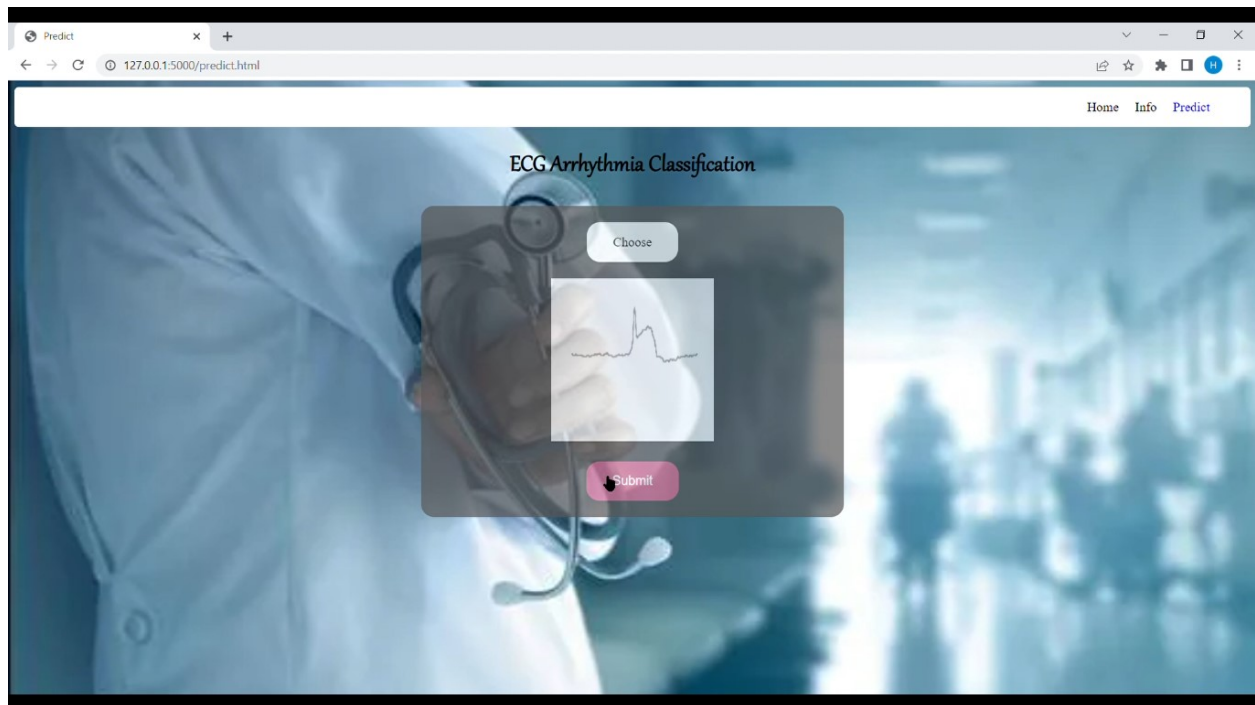 Predict
127.0.0.1:5000/predict.html
H
Home Info Predict
ECG Arrhythmia Classification
Choose
Submit